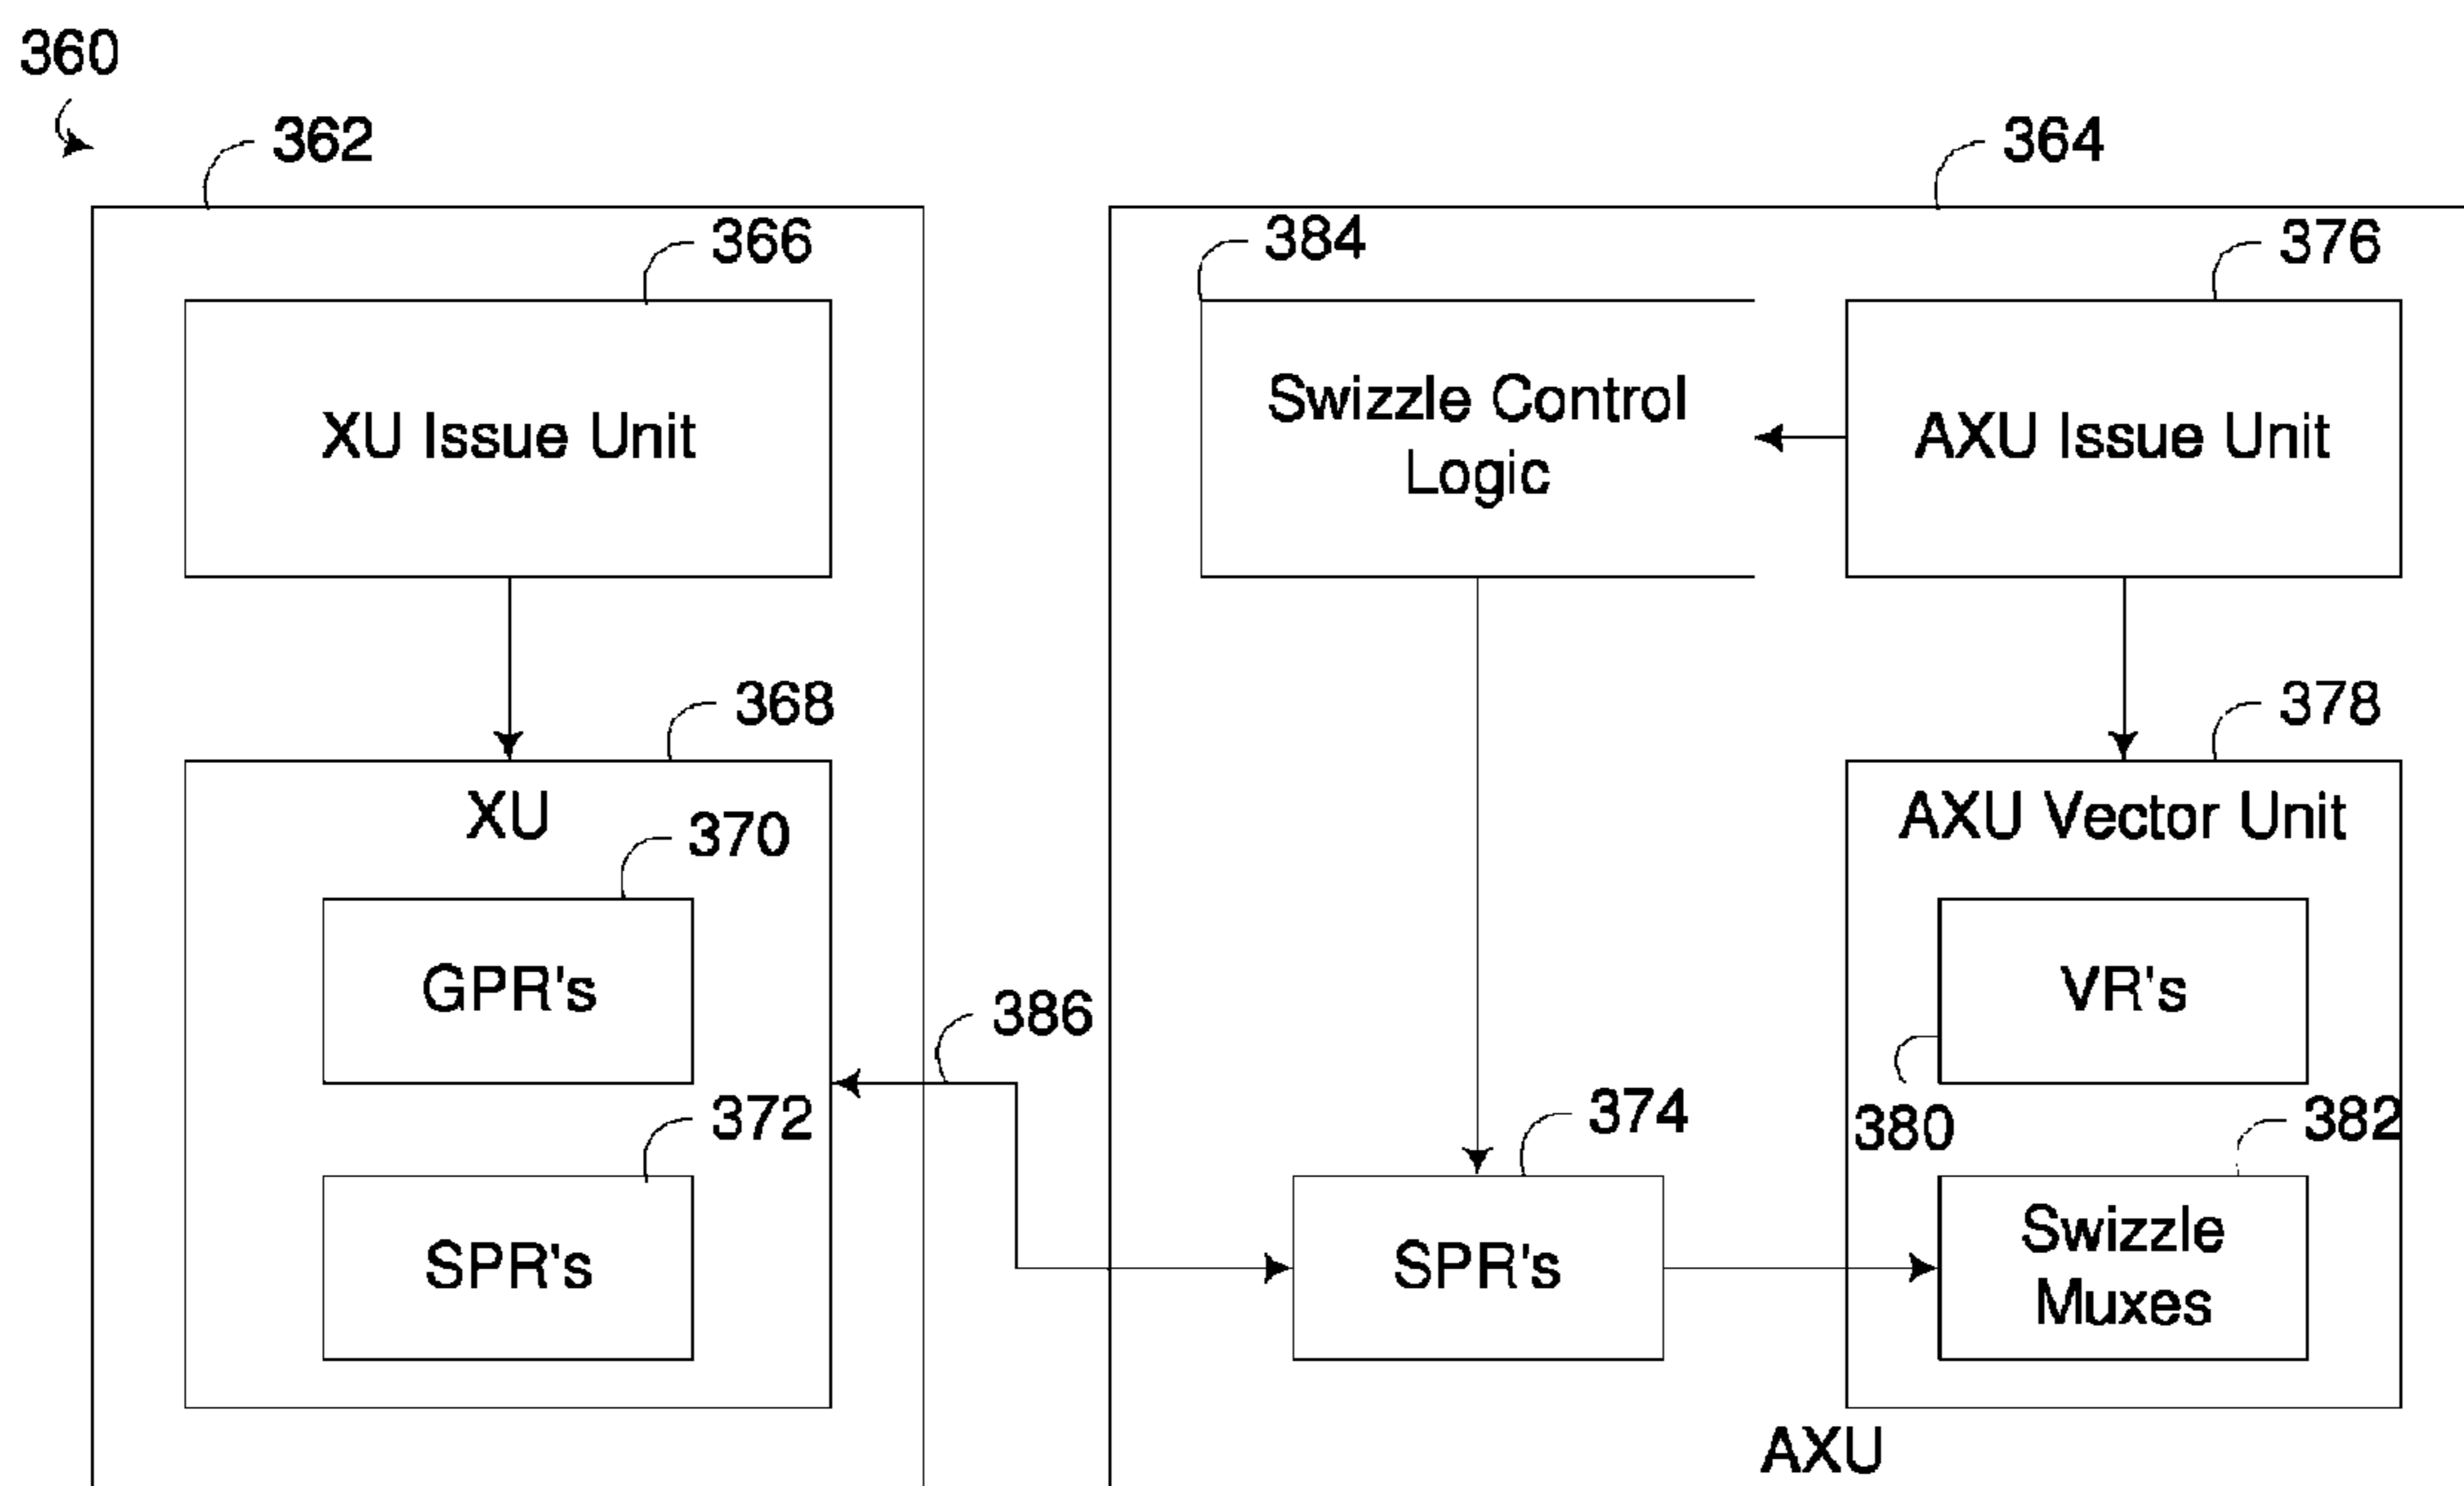 360
362
364
366
384
376
XU Issue Unit
Swizzle Control
Logic
AXU Issue Unit
368
378
XU
AXU Vector Unit
370
GPR's
VR's
386
372
374
380
382
SPR's
SPR's
Swizzle
Muxes
AXU